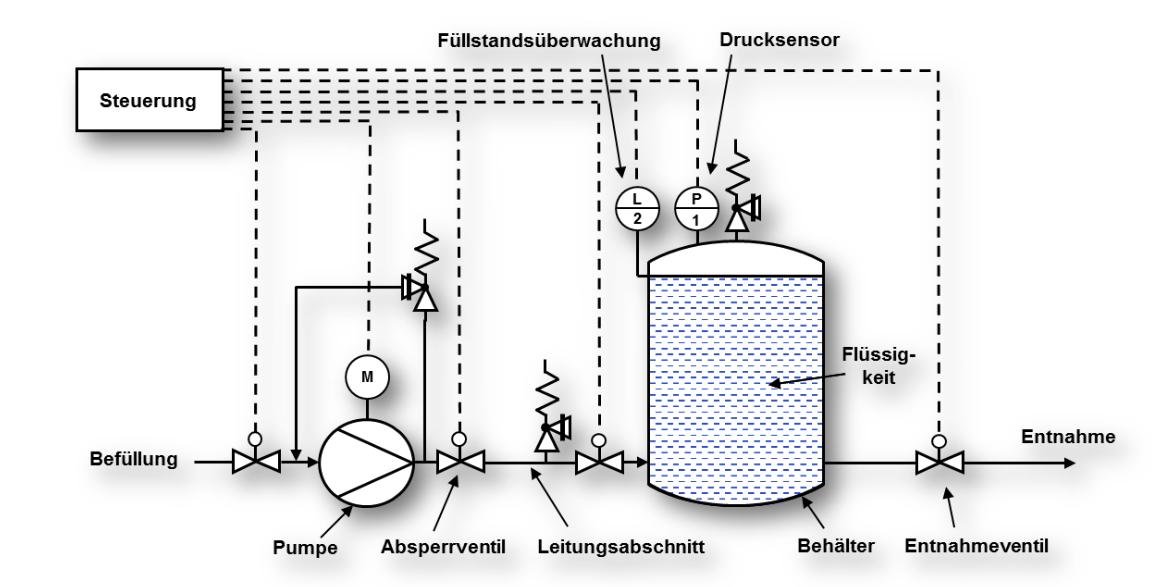 Füllstandsüberwachung
Drucksensor
Steuerung
L
2
P
1
M
Flüssig-
keit
Befüllung
Entnahme
Pumpe
Absperrventil
Leitungsabschnitt
Behälter
Entnahmeventil